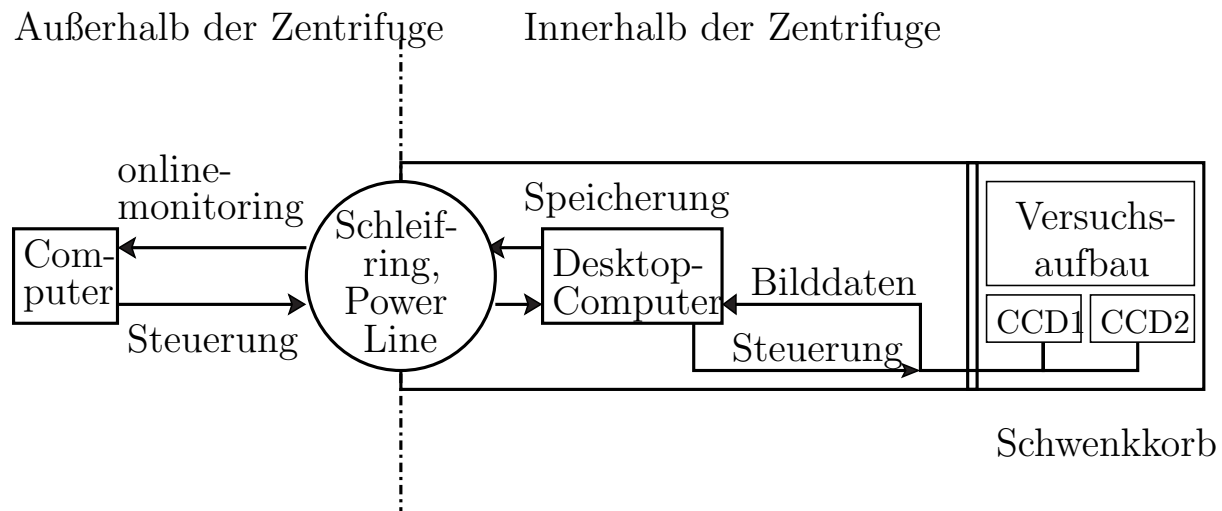 Außerhalb der Zentrifuge
Innerhalb der Zentrifuge
online-
monitoring
Com-
puter
Steuerung
Schleif-
ring,
Power
Line
Speicherung
Desktop-
Computer
Bilddaten
Steuerung
Versuchs-
aufbau
CCD1
CCD2
Schwenkkorb